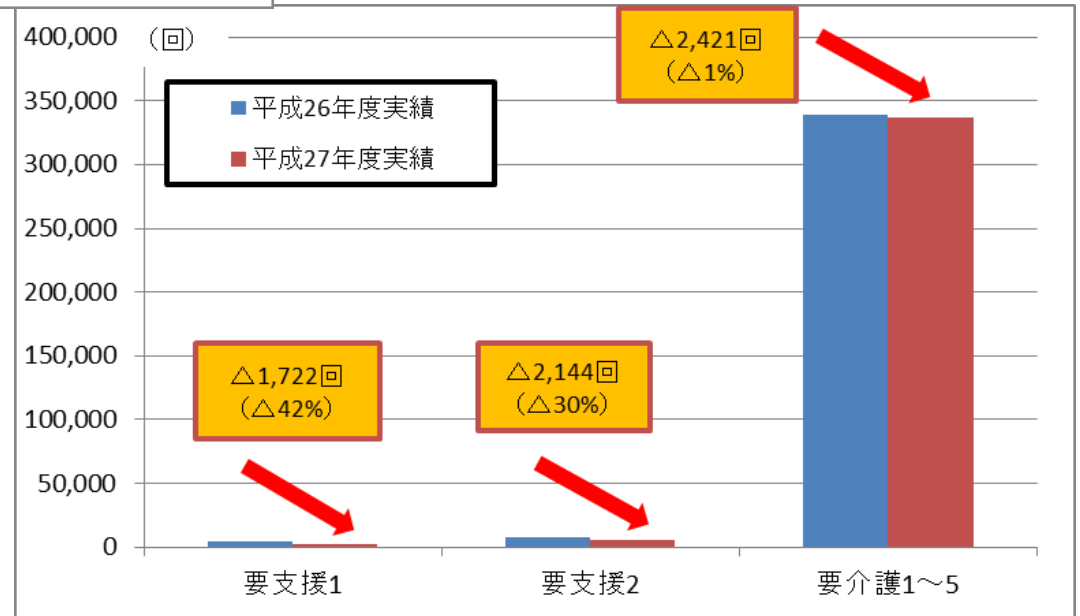 400,000 （回）
350,000
300,000
250,000
200,000
150,000
100,000
50,000
0
平成26年度実績
平成27年度実績
△2,421回
（△1%）
△1,722回
（△42%）
△2,144回
（△30%）
要支援1
要支援2
要介護1～5